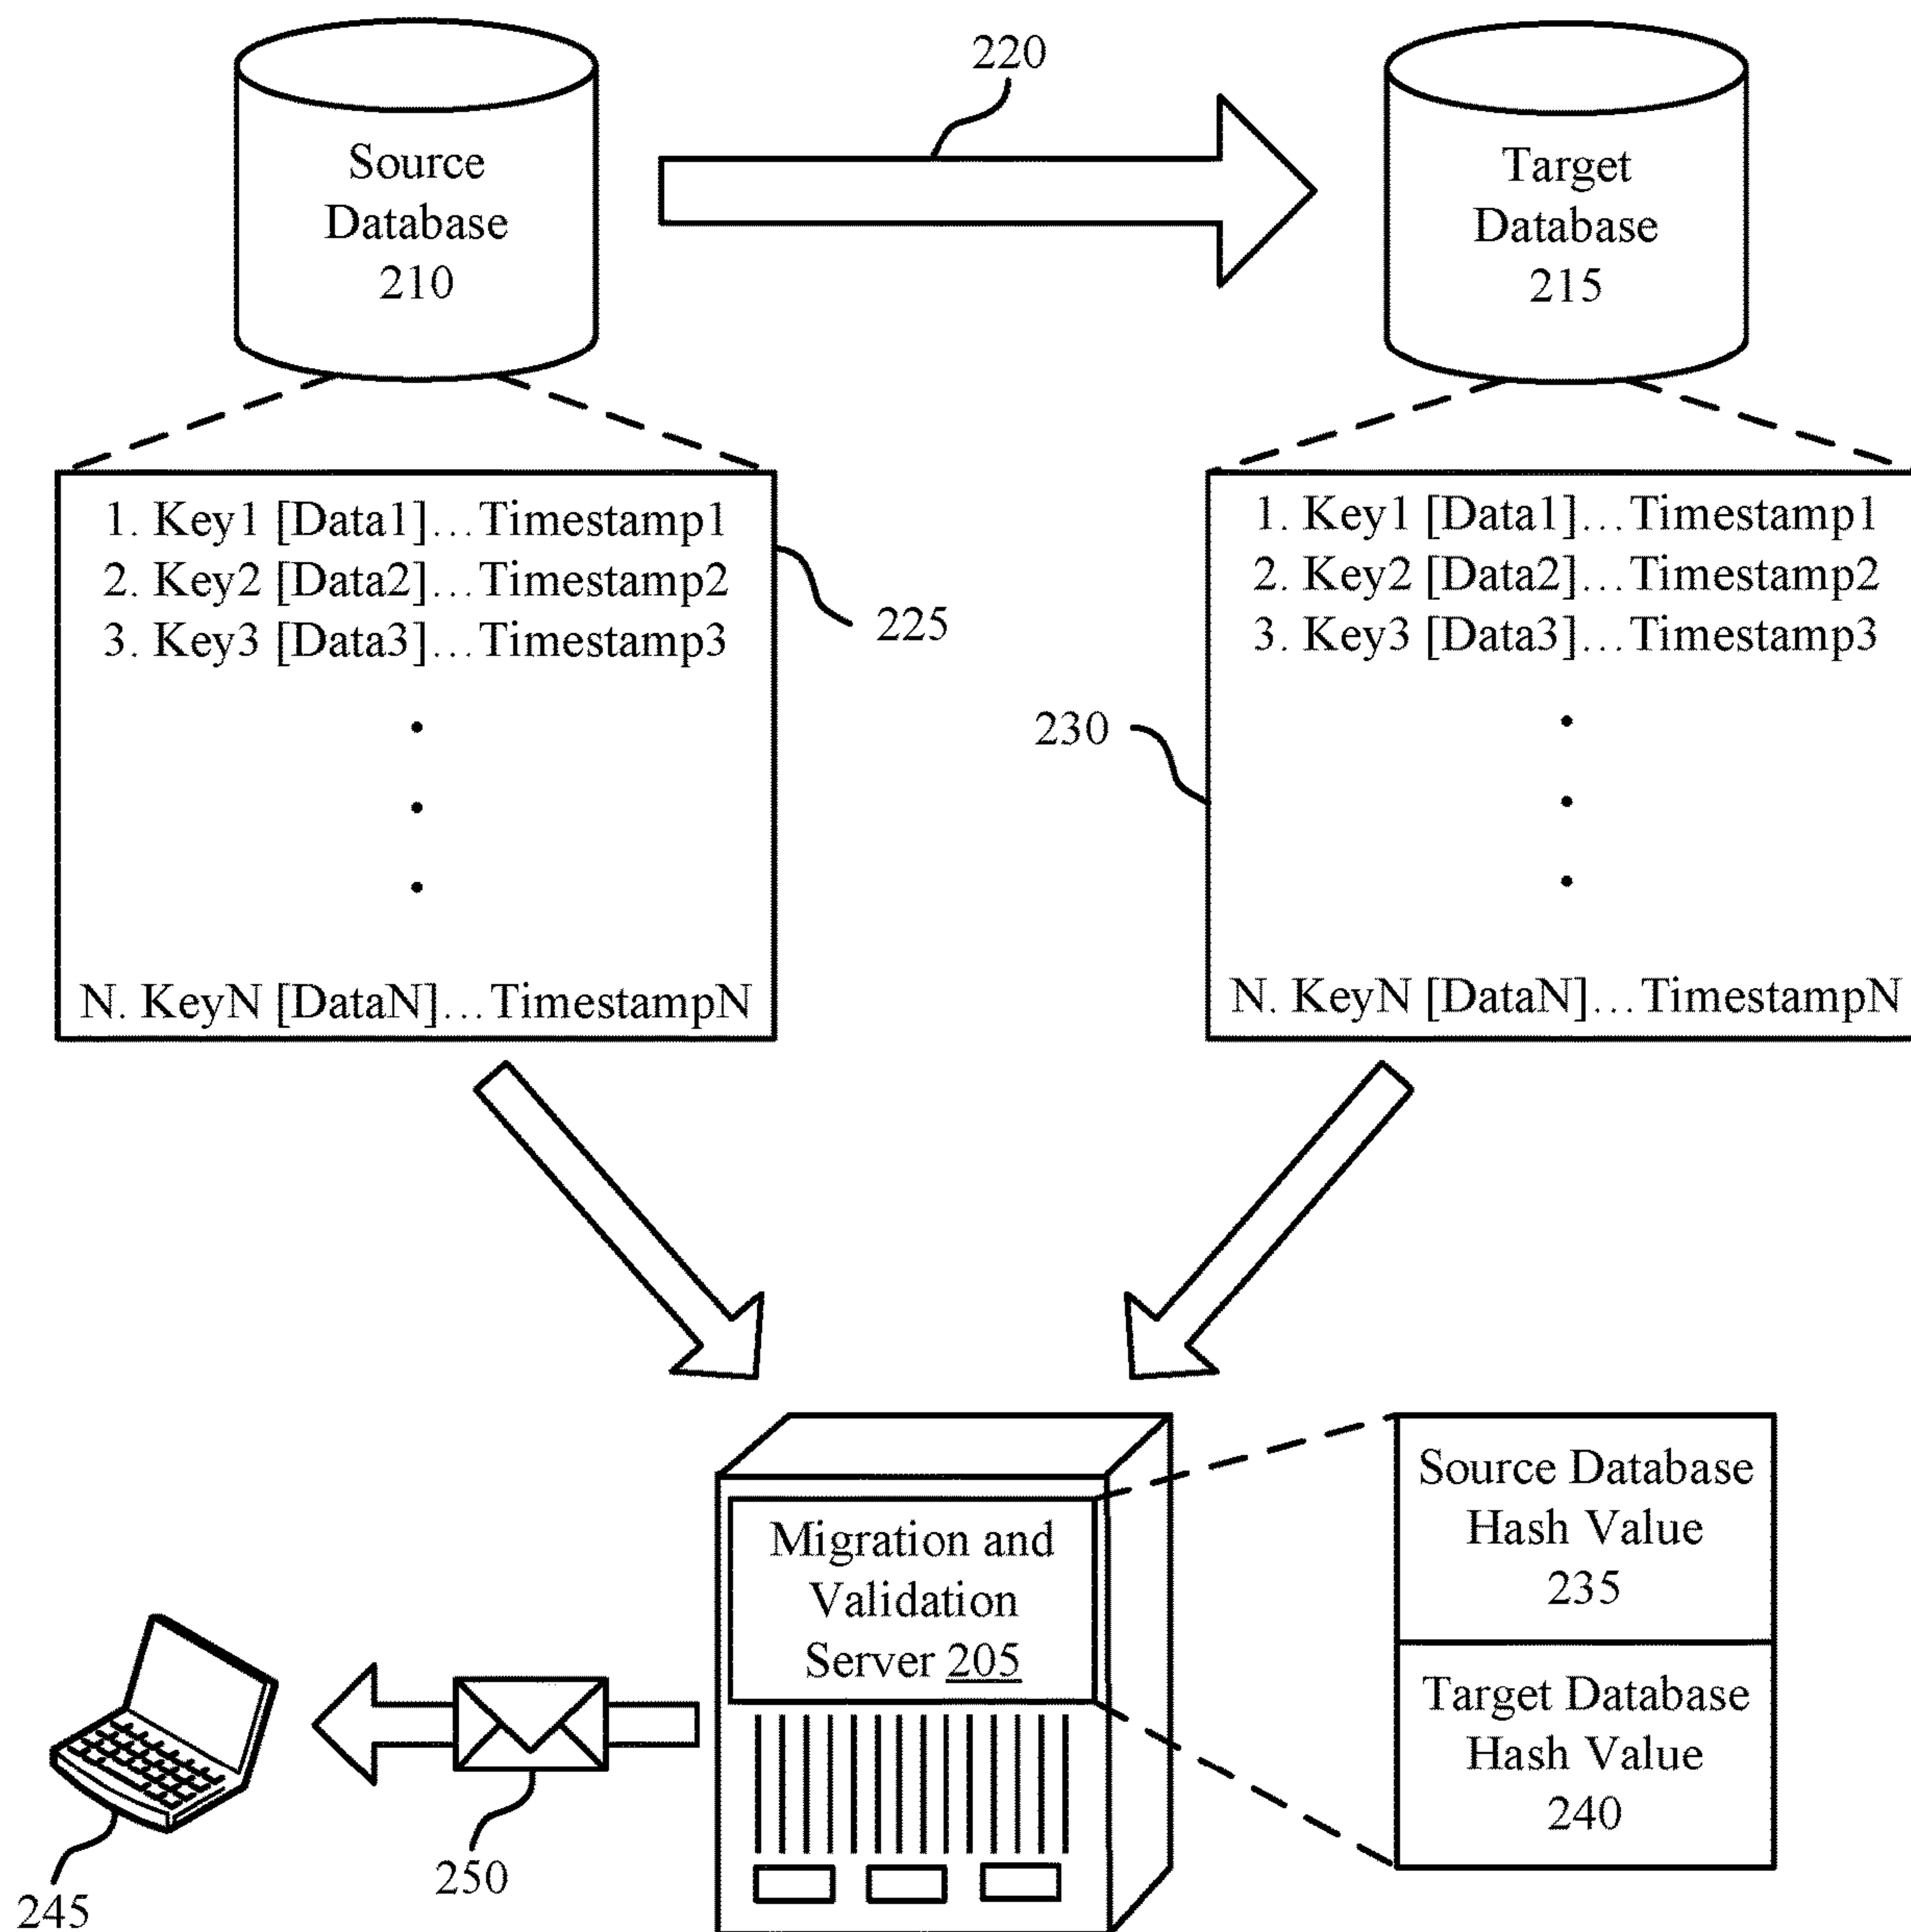 220
Source
Database
210
Target
Database
215
1. Key1 [Data1]...Timestamp1
2. Key2 [Data2]...Timestamp2
3. Key3 [Data3]...Timestamp3
.
.
.
N. KeyN [DataN]...TimestampN
225
1. Key1 [Data1]...Timestamp1
2. Key2 [Data2]...Timestamp2
3. Key3 [Data3]...Timestamp3
.
.
.
N. KeyN [DataN]...TimestampN
230
Migration and
Validation
Server 205
Source Database
Hash Value
235
Target Database
Hash Value
240
245
250